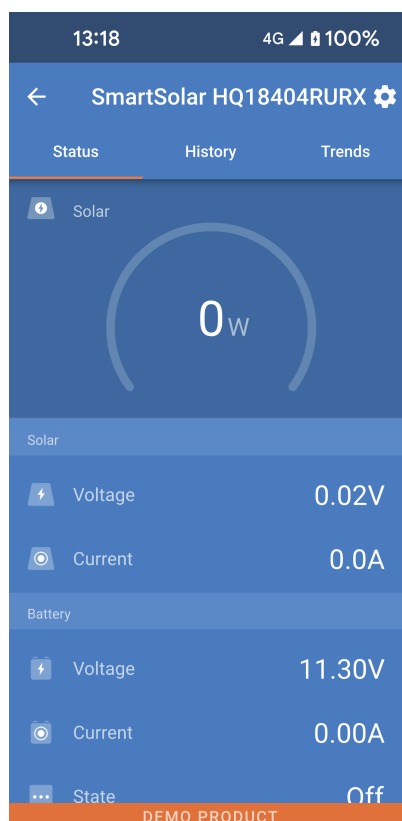 13:18 4G 100%
SmartSolar HQ18404RURX
Status History Trends
Solar
0W
Solar
Voltage 0.02V
Current 0.0A
Battery
Voltage 11.30V
Current 0.00A
State Off
DEMO PRODUCT